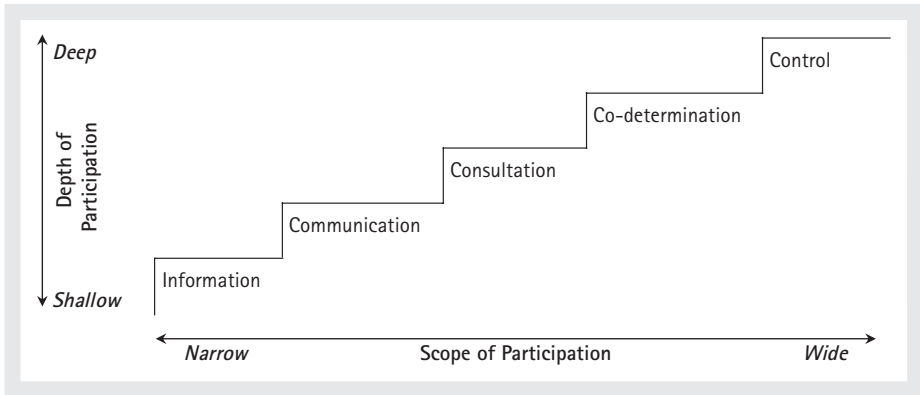 Deep
Control
Co-determination
Consultation
Depth of
Participation
Communication
Information
Shallow
Narrow
Scope of Participation
Wide